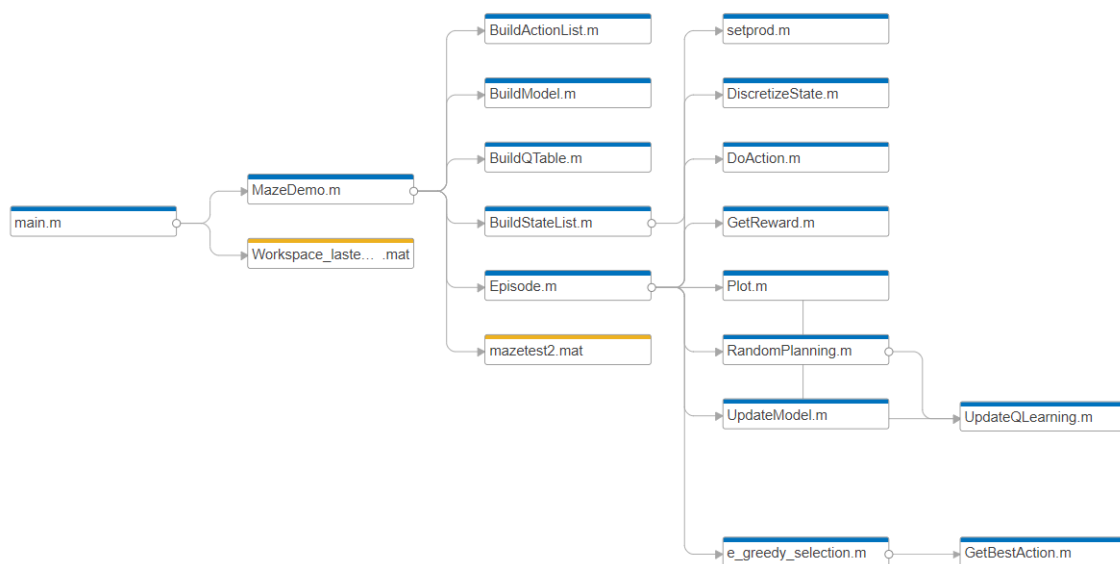 BuildActionList.m
setprod.m
BuildModel.m
DiscretizeState.m
BuildQTable.m
DoAction.m
MazeDemo.m
main.m
BuildStateList.m
GetReward.m
Workspace_laste... .mat
Episode.m
Plot.m
mazetest2.mat
RandomPlanning.m
UpdateModel.m
UpdateQLearning.m
e_greedy_selection.m
GetBestAction.m